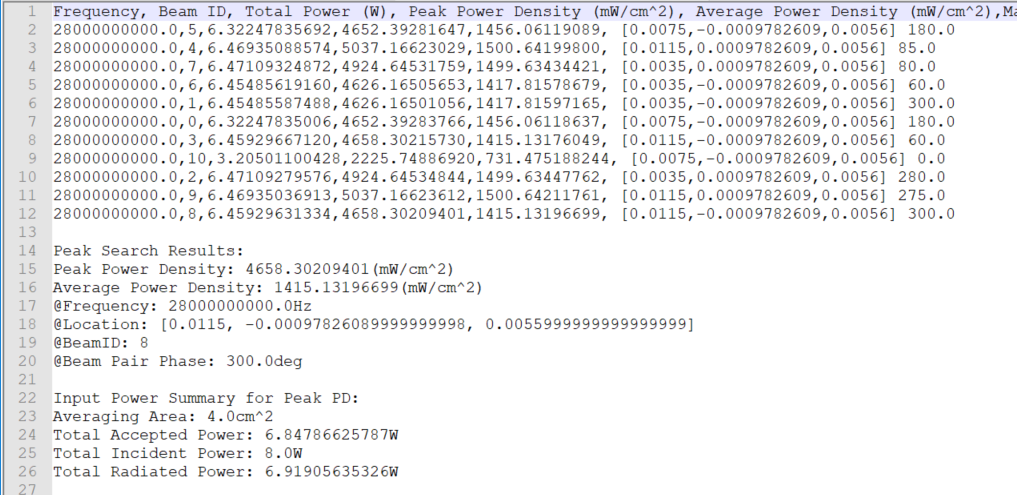 1 Frequency, Beam ID, Total Power (W), Peak Power Density (mW/cm^2), Average Power Density (mW/cm^2),Ma
2 28000000000.0,5,6.32247835692,4652.39281647,1456.06119089, [0.0075,-0.0009782609,0.0056] 180.0
3 28000000000.0,4,6.46935088574,5037.16623029,1500.64199800, [0.0115,0.0009782609,0.0056] 85.0
4 28000000000.0,7,6.47109324872,4924.64531759,1499.63434421, [0.0035,0.0009782609,0.0056] 80.0
5 28000000000.0,6,6.45485619160,4626.16505653,1417.81578679, [0.0035,-0.0009782609,0.0056] 60.0
6 28000000000.0,1,6.45485587488,4626.16501056,1417.81597165, [0.0035,-0.0009782609,0.0056] 300.0
7 28000000000.0,0,6.32247835006,4652.39283766,1456.06118637, [0.0075,-0.0009782609,0.0056] 180.0
8 28000000000.0,3,6.45929667120,4658.30215730,1415.13176049, [0.0115,-0.0009782609,0.0056] 60.0
9 28000000000.0,10,3.20501100428,2225.74886920,731.475188244, [0.0075,-0.0009782609,0.0056] 0.0
10 28000000000.0,2,6.47109279576,4924.64534844,1499.63447762, [0.0035,0.0009782609,0.0056] 280.0
11 28000000000.0,9,6.46935036913,5037.16623612,1500.64211761, [0.0115,0.0009782609,0.0056] 275.0
12 28000000000.0,8,6.45929631334,4658.30209401,1415.13196699, [0.0115,-0.0009782609,0.0056] 300.0
13
14 Peak Search Results:
15 Peak Power Density: 4658.30209401(mW/cm^2)
16 Average Power Density: 1415.13196699(mW/cm^2)
17 @Frequency: 28000000000.0Hz
18 @Location: [0.0115, -0.00097826089999999998, 0.0055999999999999999]
19 @BeamID: 8
20 @Beam Pair Phase: 300.0deg
21
22 Input Power Summary for Peak PD:
23 Averaging Area: 4.0cm^2
24 Total Accepted Power: 6.84786625787W
25 Total Incident Power: 8.0W
26 Total Radiated Power: 6.91905635326W
27